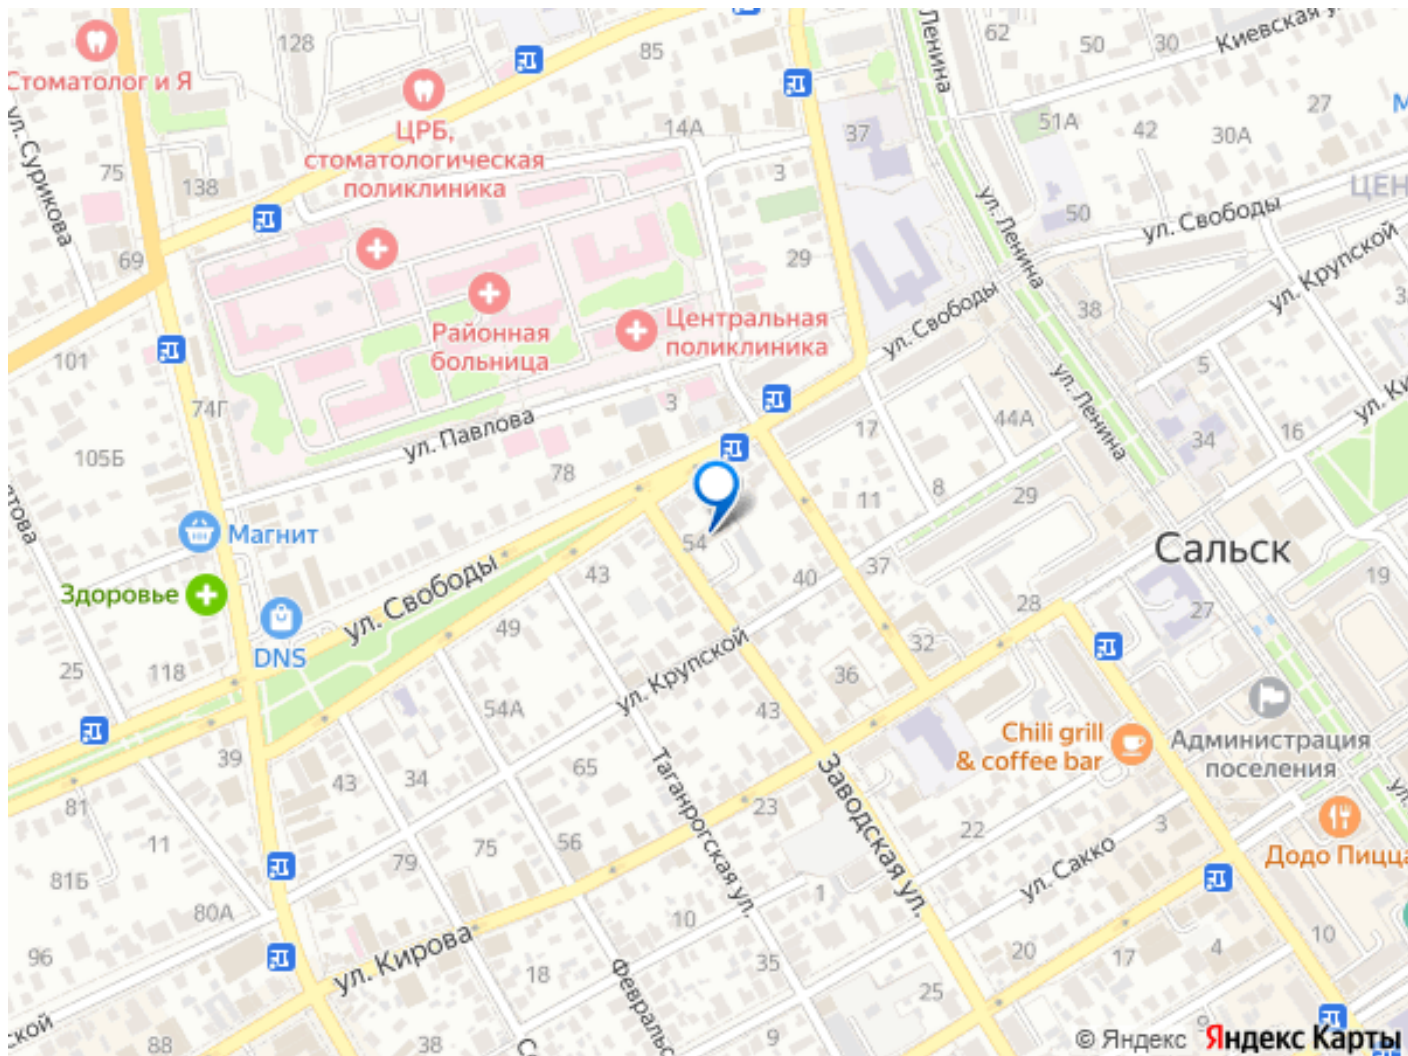 128
85
62
50
30
Киевская у
Стоматолог и Я
ЦРБ,
стоматологическая
поликлиника
ул. Сурикова
75
138
14А
37
ул. Ленина
51А
42
30А
27
М
ЦЕН
3
50
ул. Свободы
ул. Ленина
69
29
ул. Крупской
Районная
больница
Центральная
поликлиника
ул. Свободы
38
101
74Г
3
5
ул. Ленина
ул. Ки
ул. Павлова
105Б
78
17
44А
34
16
8
11
29
Магнит
54
Сальск
Здоровье
ул. Свободы
43
40
37
19
DNS
49
28
27
25
118
32
ул. Крупской
36
54А
43
Chili grill
& coffee bar
Администрация
поселения
39
43
34
65
Таганрогская ул.
Заводская ул.
81
11
23
22
3
Додо Пицца
75
56
79
ул. Сакко
81Б
80А
1
10
ул. Кирова
96
18
35
20
17
4
10
25
Февральс
ской
88
38
9
© Яндекс Яндекс Карты